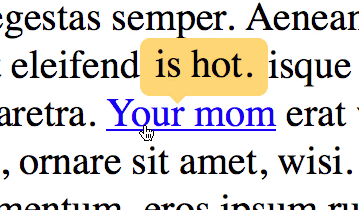 egestas semper. Aenean
eleifend is hot. isque
aretra. Your mom erat
, ornare sit amet, wisi.
mentum, eros ipsum ru